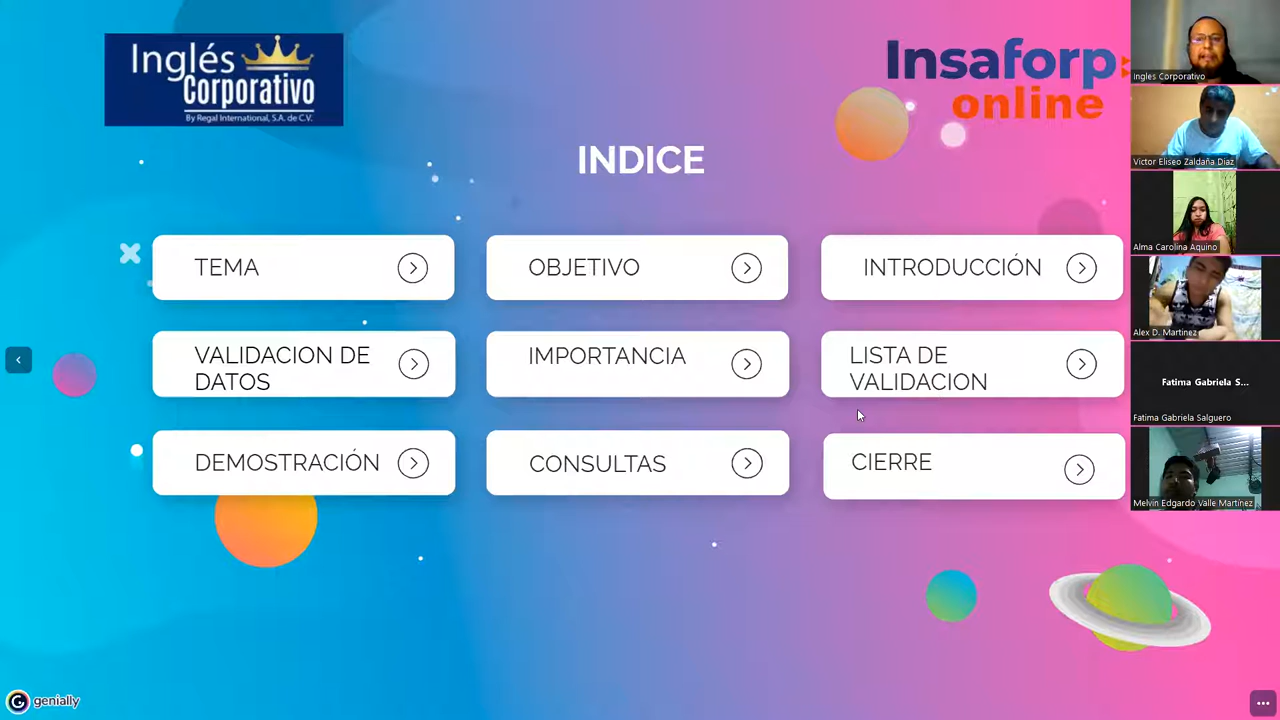 Inglés
Corporativo
By Regal International, S.A. de C.V.
Insaforp
online
INDICE
TEMA
OBJETIVO
INTRODUCCIÓN
VALIDACION DE
DATOS
IMPORTANCIA
LISTA DE
VALIDACION
DEMOSTRACIÓN
CONSULTAS
CIERRE
genially
Ingles Corporativo
Victor Eliseo Zaldaña Diaz
Alma Carolina Aquino
Alex D. Martinez
Fatima Gabriela S...
Fatima Gabriela Salguero
Melvin Edgardo Valle Martínez